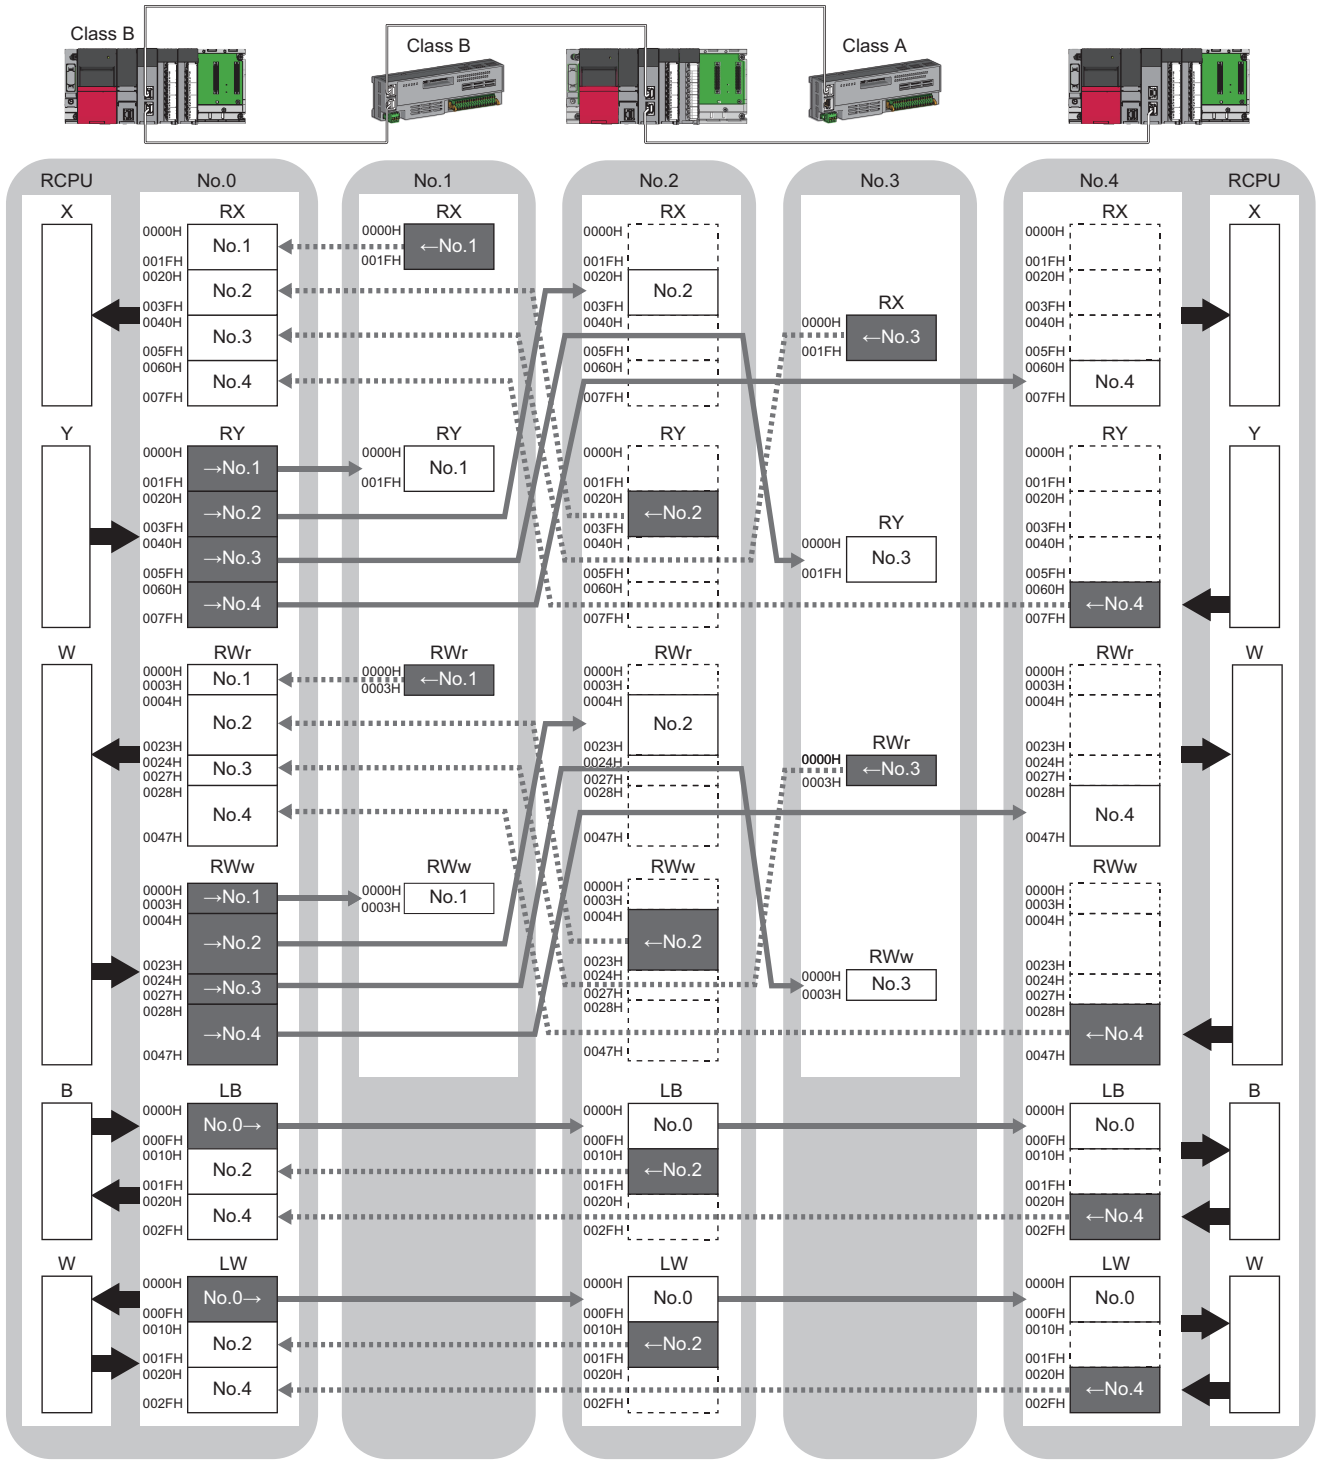 Class B
Class B
Class A
RCPU
No.0
No.1
No.2
No.3
No.4
RCPU
X
RX
0000H
No.1
001FH
0020H
No.2
003FH
0040H
No.3
005FH
0060H
No.4
007FH
Y
RY
0000H
→No.1
001FH
0020H
→No.2
003FH
0040H
→No.3
005FH
0060H
→No.4
007FH
W
RWr
0000H
No.1
0003H
0004H
No.2
0023H
0024H
No.3
0027H
0028H
No.4
0047H
RWw
0000H
→No.1
0003H
0004H
→No.2
0023H
0024H
→No.3
0027H
0028H
→No.4
0047H
B
LB
0000H
No.0→
000FH
0010H
No.2
001FH
0020H
No.4
002FH
W
LW
0000H
No.0→
000FH
0010H
No.2
001FH
0020H
No.4
002FH
RX
0000H
←No.1
001FH
RY
0000H
No.1
001FH
RWr
0000H
←No.1
0003H
RWw
0000H
No.1
0003H
RX
0000H
001FH
0020H
No.2
003FH
0040H
005FH
0060H
007FH
RY
0000H
001FH
0020H
←No.2
003FH
0040H
005FH
0060H
007FH
RWr
0000H
0003H
0004H
No.2
0023H
0024H
0027H
0028H
0047H
RWw
0000H
0003H
0004H
←No.2
0023H
0024H
0027H
0028H
0047H
LB
0000H
No.0
000FH
0010H
←No.2
001FH
0020H
002FH
LW
0000H
No.0
000FH
0010H
←No.2
001FH
0020H
002FH
RX
0000H
←No.3
001FH
RY
0000H
No.3
001FH
RWr
0000H
←No.3
0003H
RWw
0000H
No.3
0003H
RX
X
0000H
001FH
0020H
003FH
0040H
005FH
0060H
No.4
007FH
RY
Y
0000H
001FH
0020H
003FH
0040H
005FH
0060H
←No.4
007FH
RWr
W
0000H
0003H
0004H
0023H
0024H
0027H
0028H
No.4
0047H
RWw
0000H
0003H
0004H
0023H
0024H
0027H
0028H
←No.4
0047H
LB
B
0000H
No.0
000FH
0010H
001FH
0020H
←No.4
002FH
LW
W
0000H
No.0
000FH
0010H
001FH
0020H
←No.4
002FH